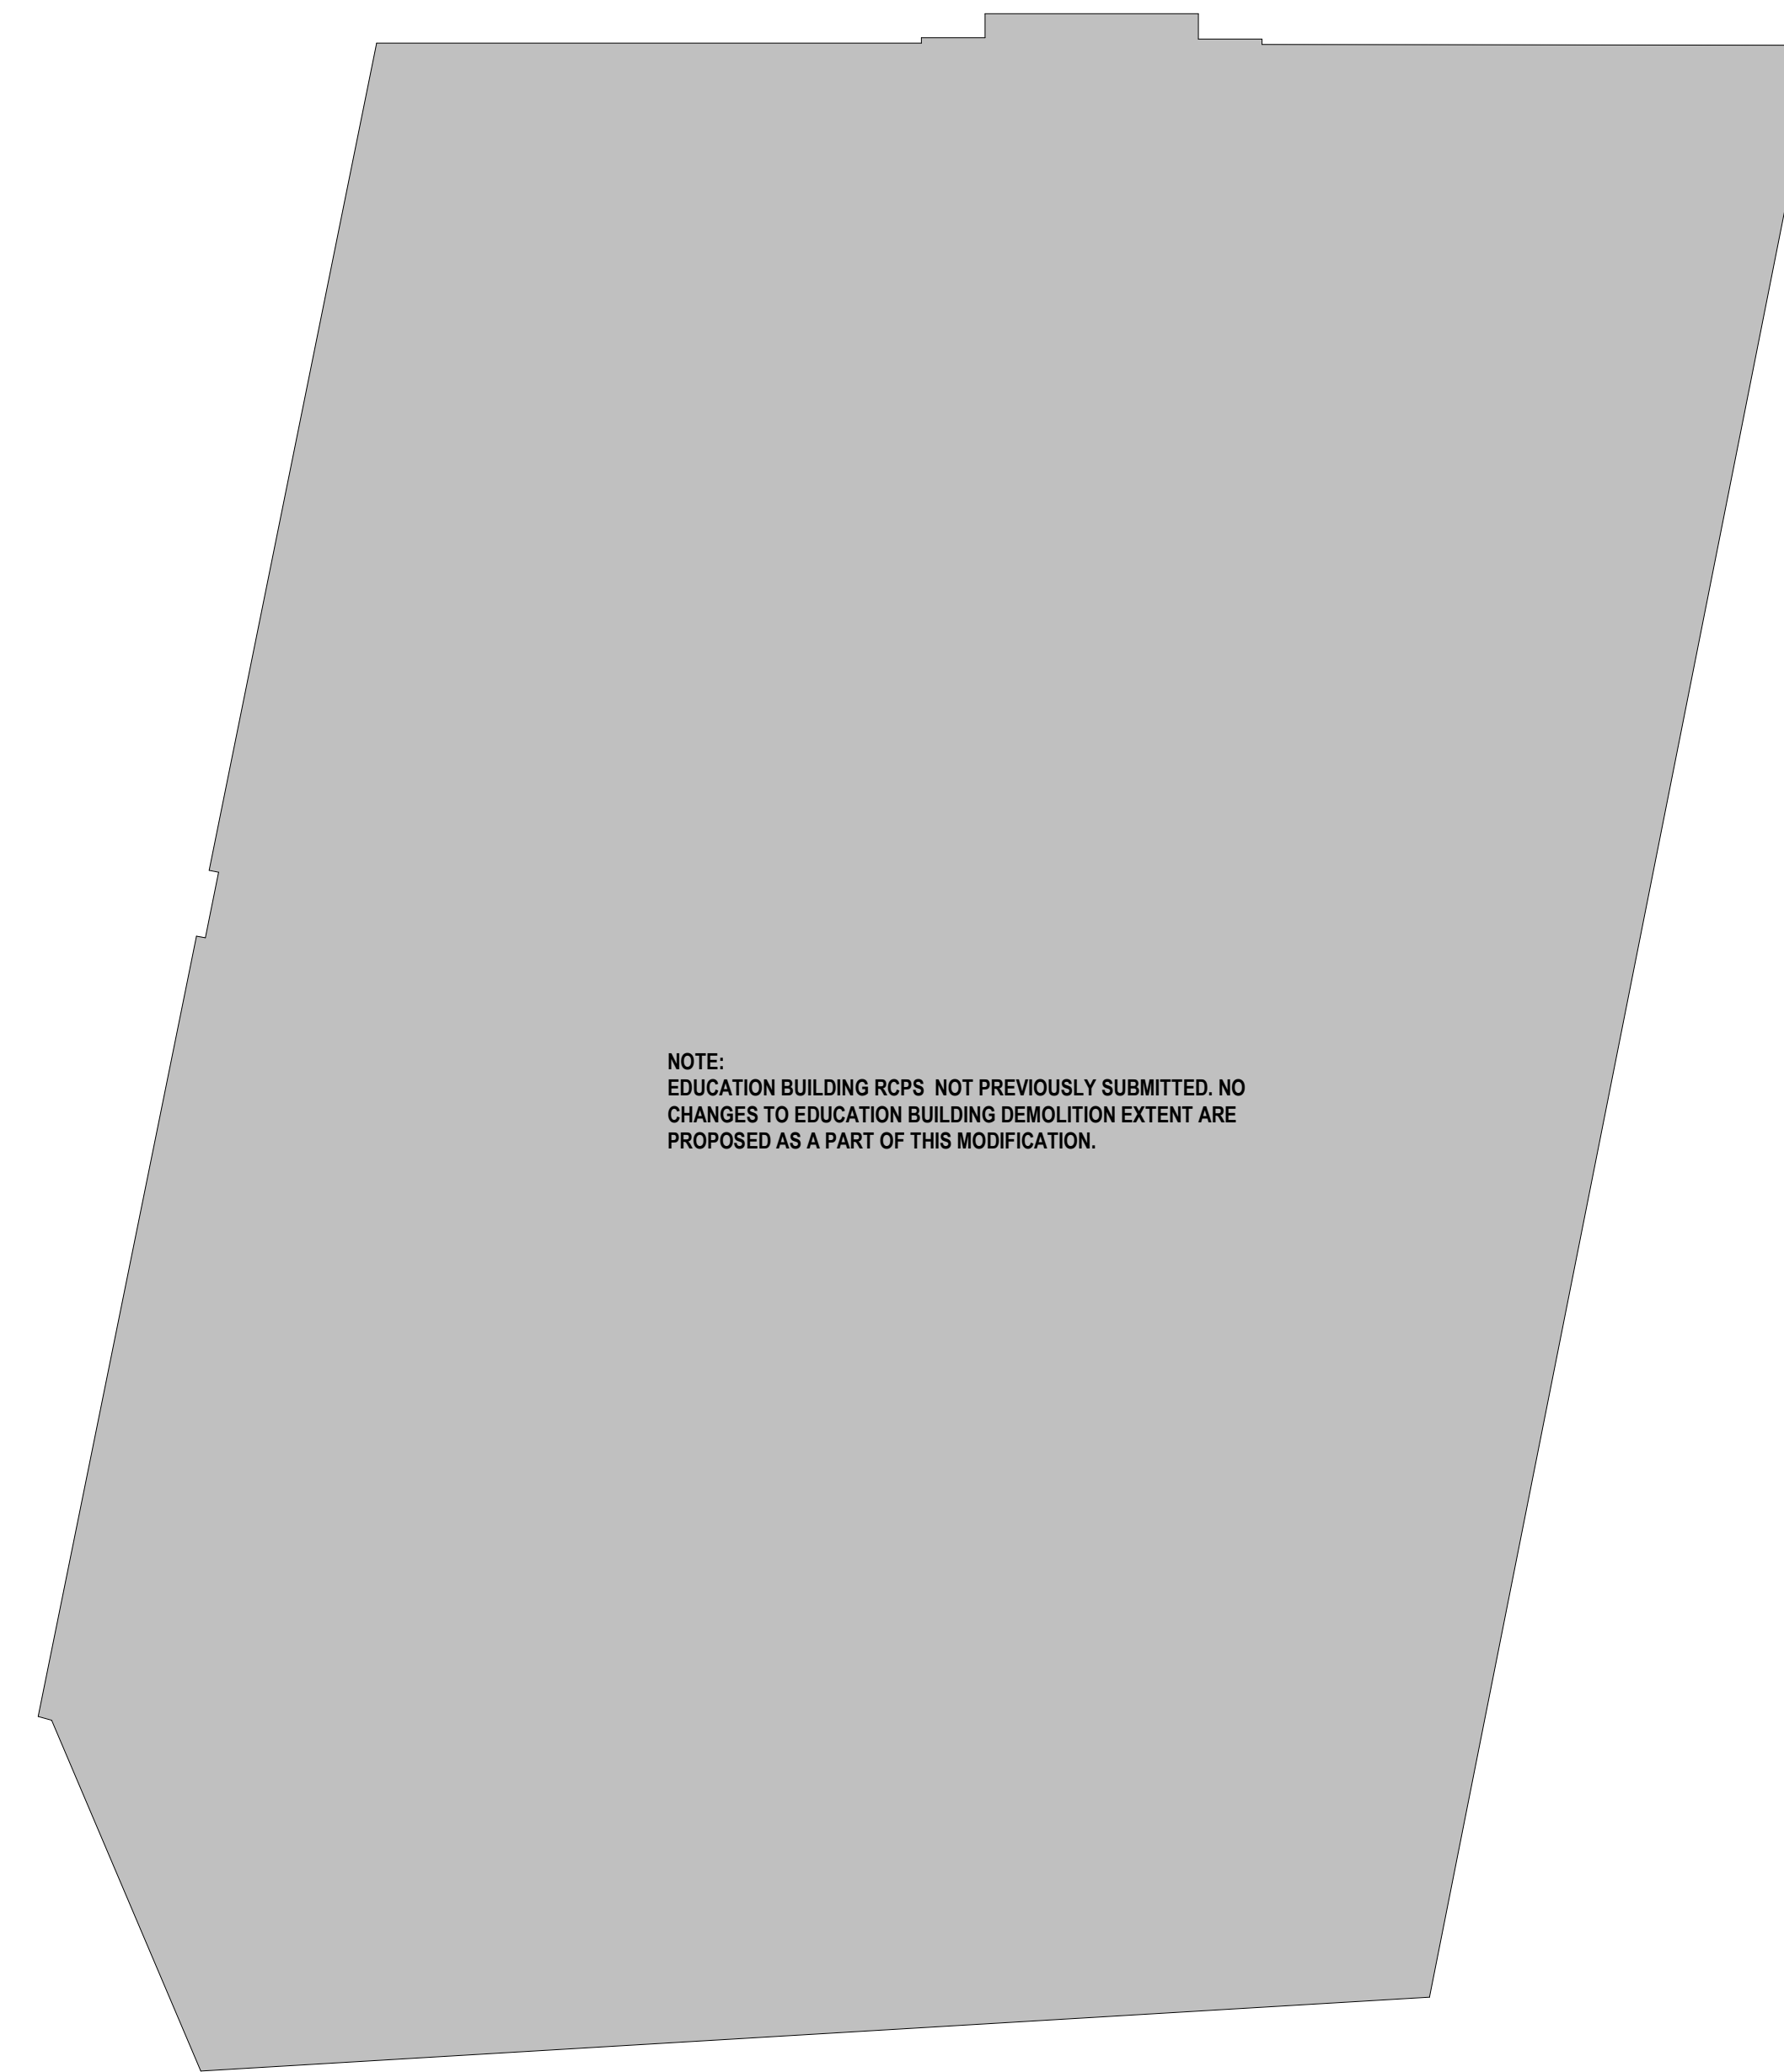 NOTE:
EDUCATION BUILDING RCPS  NOT PREVIOUSLY SUBMITTED. NO
CHANGES TO EDUCATION BUILDING DEMOLITION EXTENT ARE
PROPOSED AS A PART OF THIS MODIFICATION.